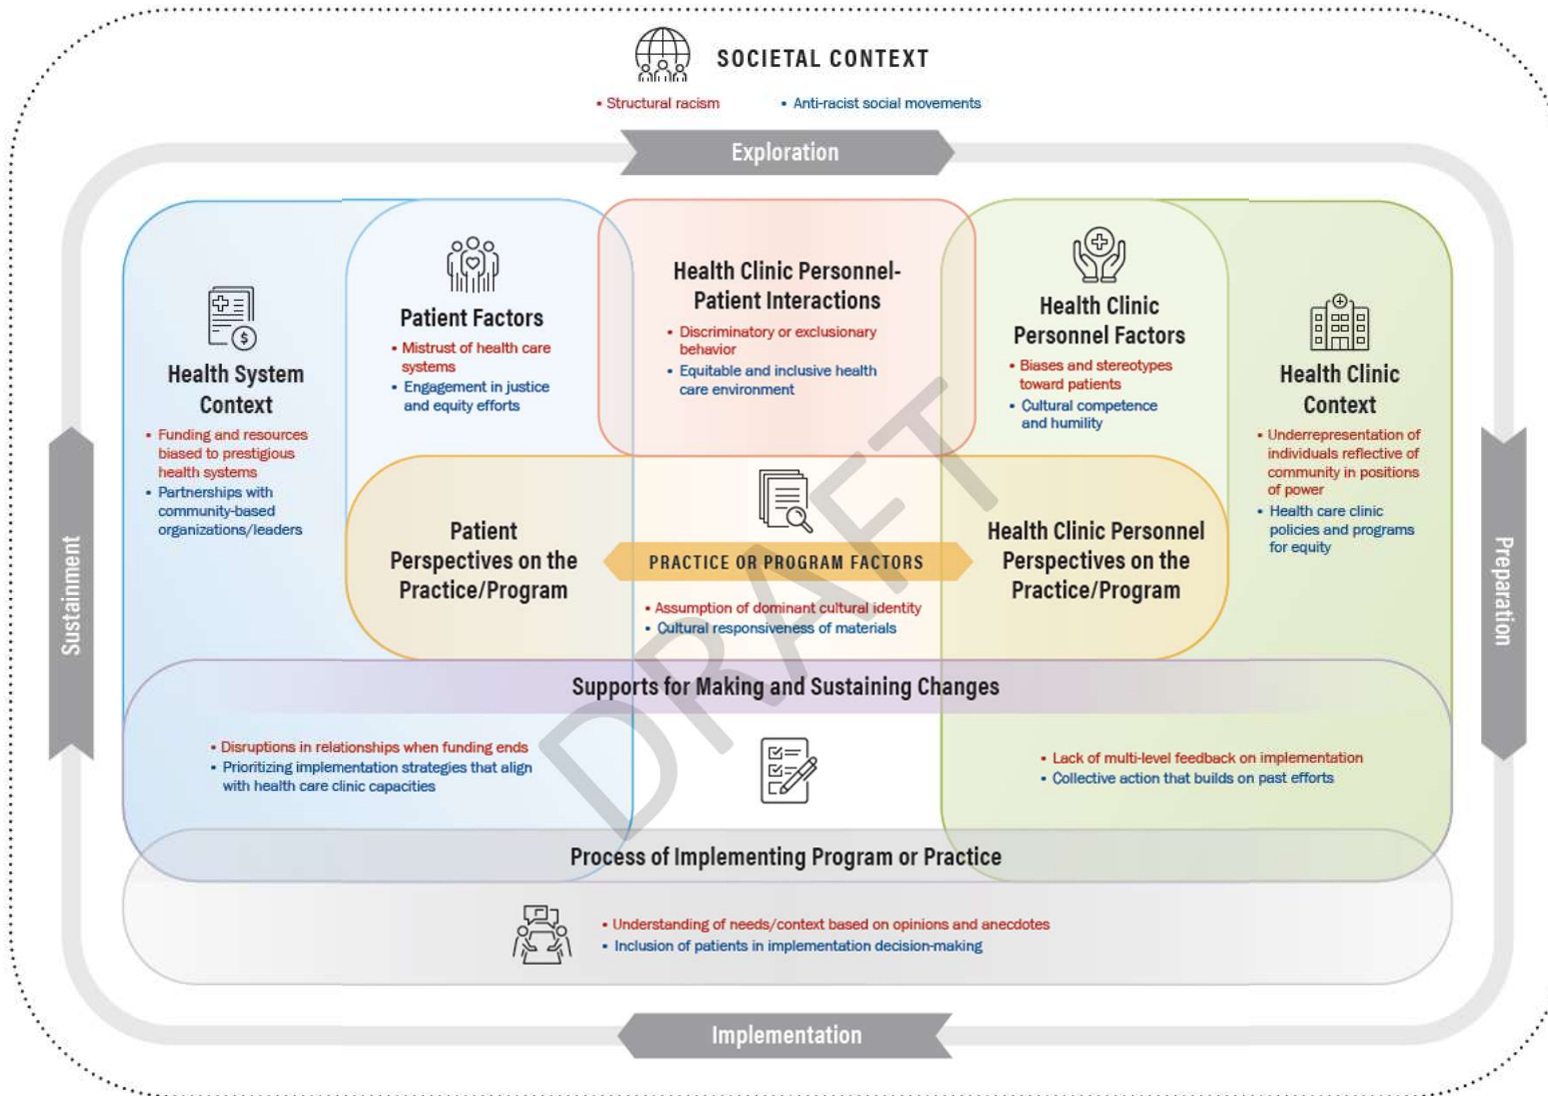 SOCIETAL CONTEXT
• Structural racism
• Anti-racist social movements
Exploration
Health System
Context
• Funding and resources
biased to prestigious
health systems
• Partnerships with
community-based
organizations/leaders
Patient Factors
• Mistrust of health care
systems
• Engagement in justice
and equity efforts
Health Clinic Personnel-
Patient Interactions
• Discriminatory or exclusionary
behavior
• Equitable and inclusive health
care environment
Health Clinic
Personnel Factors
• Biases and stereotypes
toward patients
• Cultural competence
and humility
Health Clinic
Context
• Underrepresentation of
individuals reflective of
community in positions
of power
• Health care clinic
policies and programs
for equity
Patient
Perspectives on the
Practice/Program
PRACTICE OR PROGRAM FACTORS
• Assumption of dominant cultural identity
• Cultural responsiveness of materials
Health Clinic Personnel
Perspectives on the
Practice/Program
Sustainment
Preparation
Supports for Making and Sustaining Changes
• Disruptions in relationships when funding ends
• Prioritizing implementation strategies that align
with health care clinic capacities
• Lack of multi-level feedback on implementation
• Collective action that builds on past efforts
Process of Implementing Program or Practice
• Understanding of needs/context based on opinions and anecdotes
• Inclusion of patients in implementation decision-making
Implementation
DRAFT